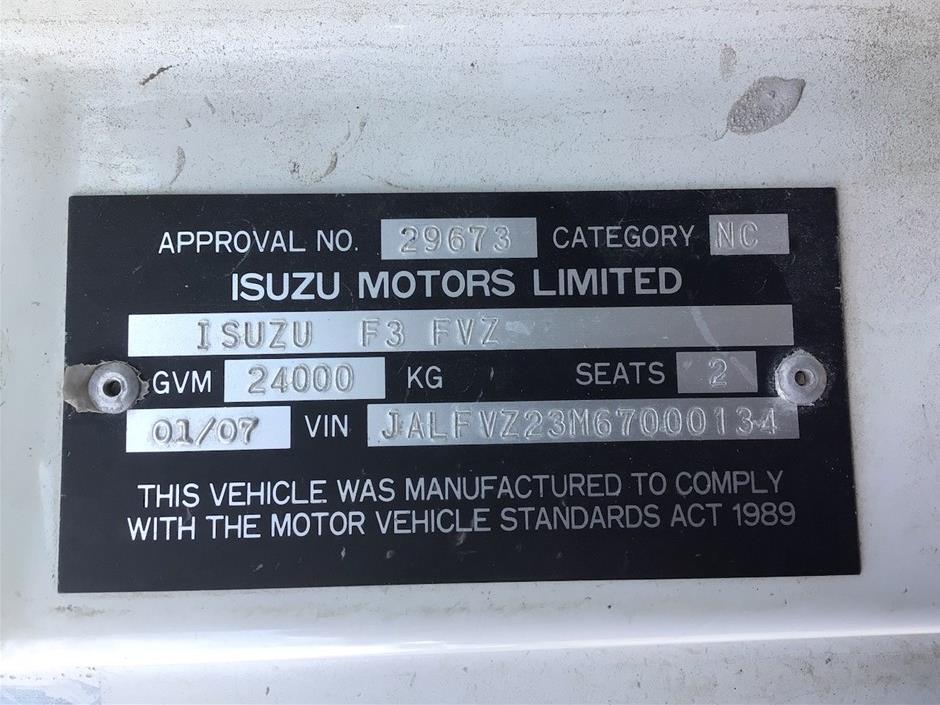 APPROVAL NO. 29673 CATEGORY NC
ISUZU MOTORS LIMITED
ISUZU F3 FVZ
GVM 24000 KG SEATS 2
01/07 VIN JALFVZ23M67000134
THIS VEHICLE WAS MANUFACTURED TO COMPLY
WITH THE MOTOR VEHICLE STANDARDS ACT 1989